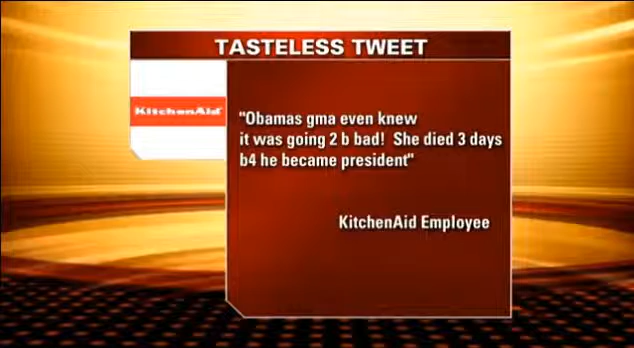 TASTELESS TWEET
KitchenAid
"Obamas gma even knew
it was going 2 b bad!  She died 3 days
b4 he became president"
KitchenAid Employee